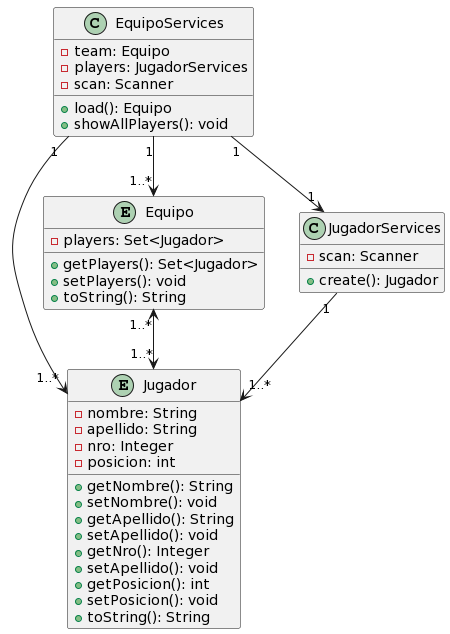 C EquipoServices
team: Equipo
players: JugadorServices
scan: Scanner
load(): Equipo
showAllPlayers(): void
1
1
1
1..*
1
E Equipo
players: Set<Jugador>
getPlayers(): Set<Jugador>
setPlayers(): void
toString(): String
C JugadorServices
scan: Scanner
create(): Jugador
1..*
1
1..*
1..*
1..*
E Jugador
nombre: String
apellido: String
nro: Integer
posicion: int
getNombre(): String
setNombre(): void
getApellido(): String
setApellido(): void
getNro(): Integer
setApellido(): void
getPosicion(): int
setPosicion(): void
toString(): String